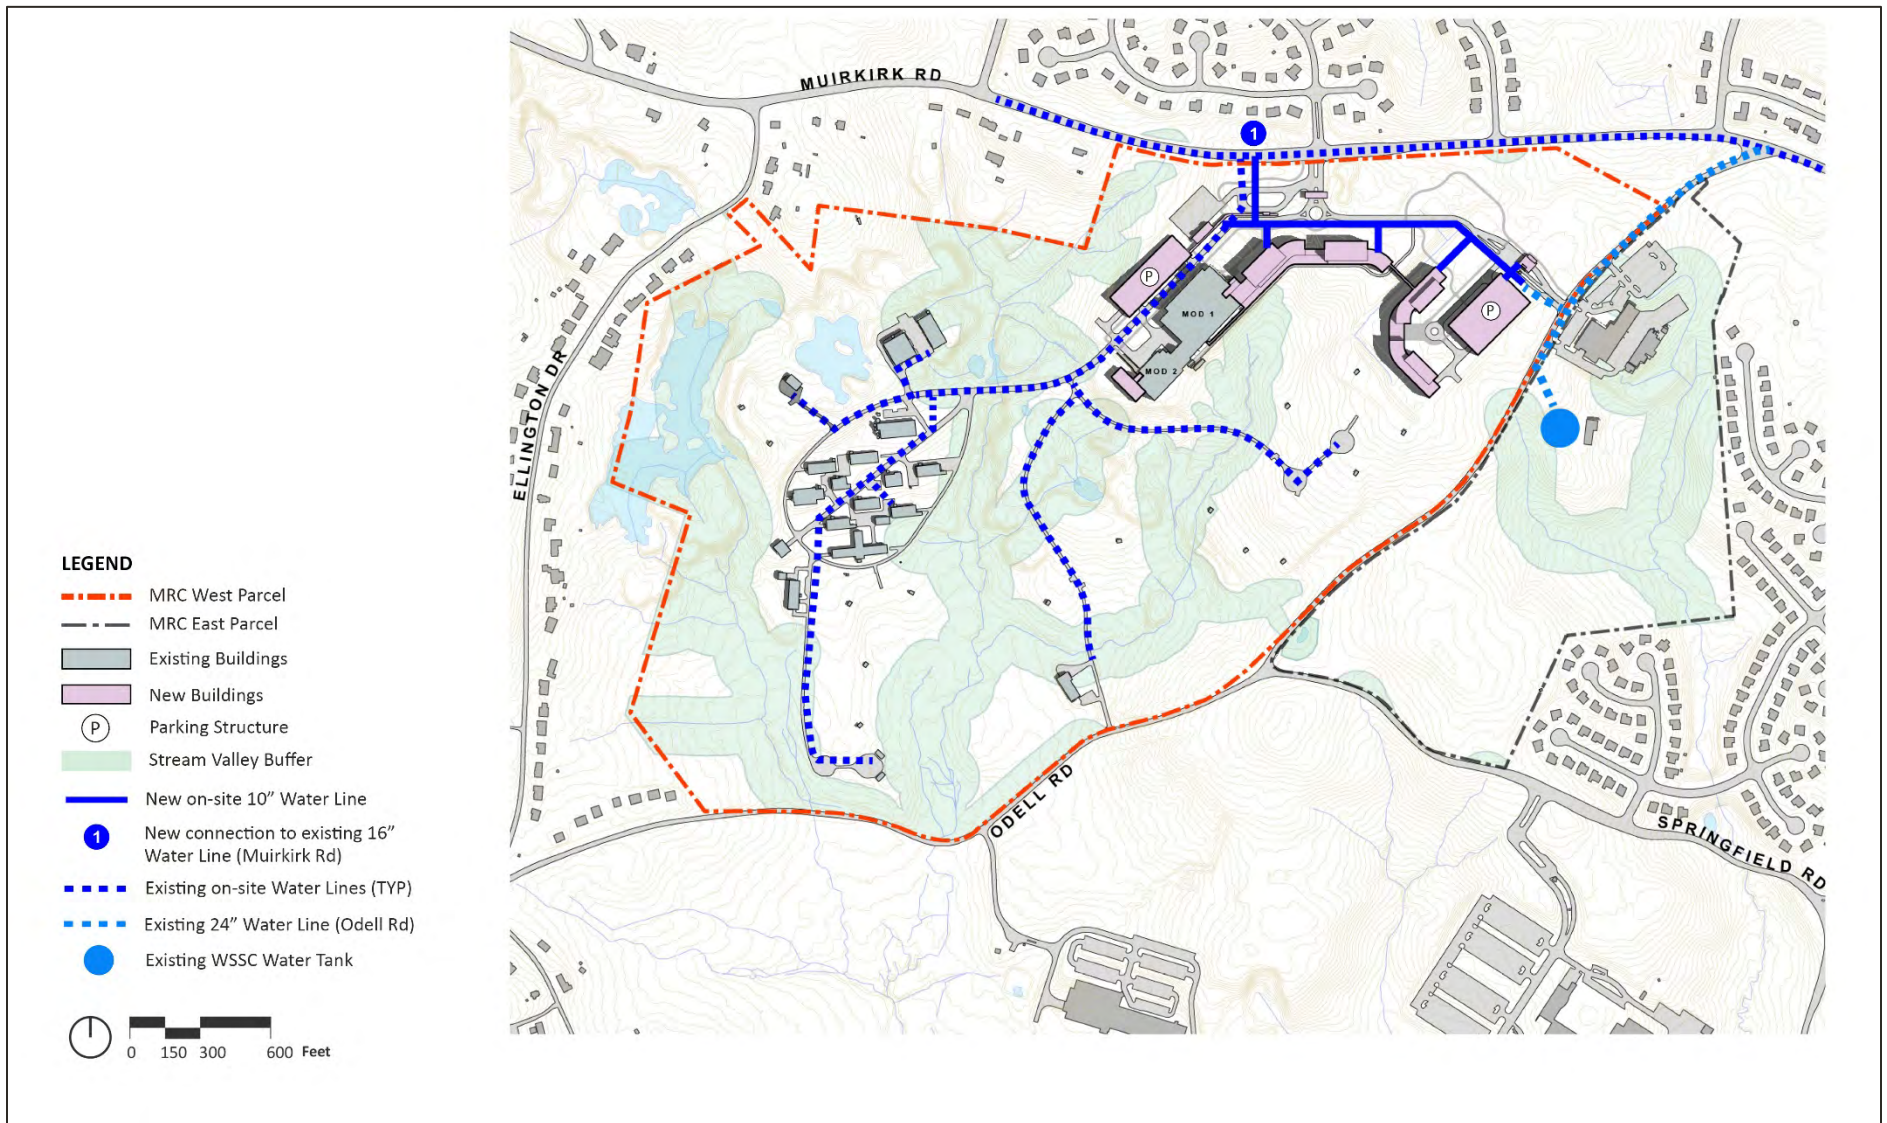 MUIRKIRK RD
1
P
MOD 1
P
MOD 2
ELLINGTON DR
ODELL RD
SPRINGFIELD RD
LEGEND
MRC West Parcel
MRC East Parcel
Existing Buildings
New Buildings
P Parking Structure
Stream Valley Buffer
New on-site 10” Water Line
1 New connection to existing 16”
Water Line (Muirkirk Rd)
Existing on-site Water Lines (TYP)
Existing 24” Water Line (Odell Rd)
Existing WSSC Water Tank
0 150 300 600 Feet